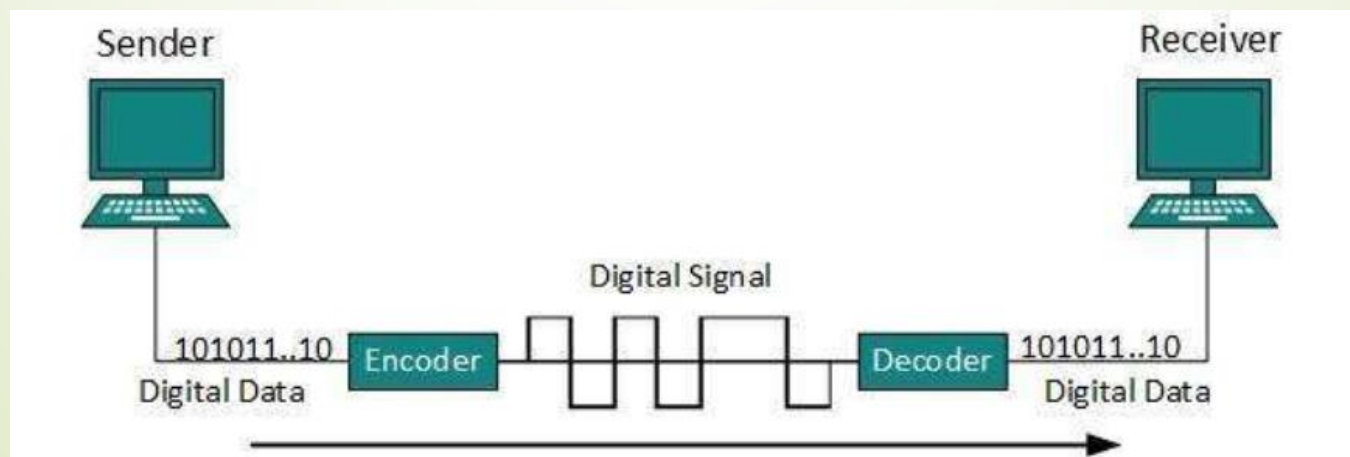 Sender
Receiver
Digital Signal
101011..10
Encoder
Decoder
101011..10
Digital Data
Digital Data